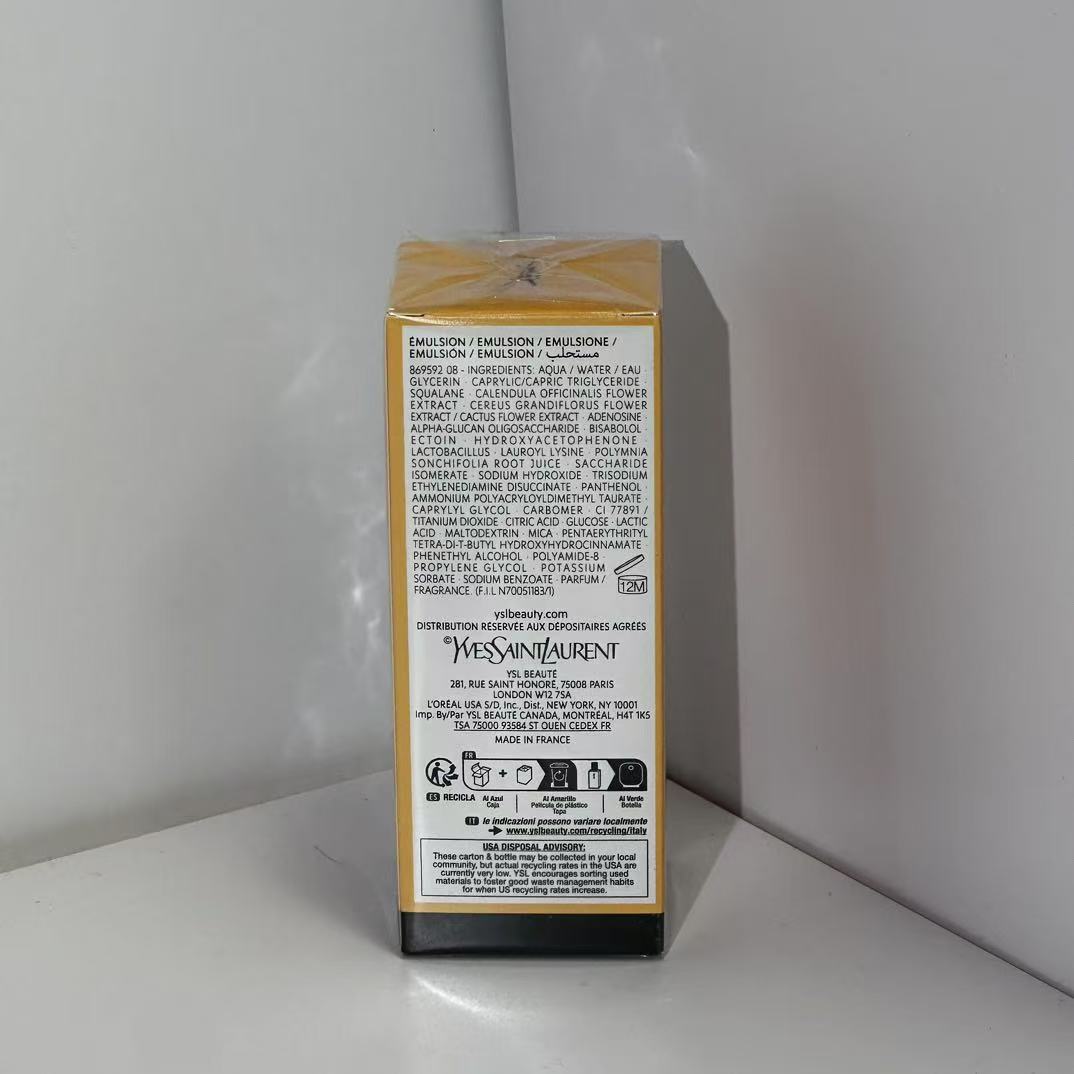 ÉMULSION / EMULSION / EMULSIONE /
EMULSIÓN / EMULSION / مستحلب
869592 08 - INGREDIENTS: AQUA / WATER / EAU ·
GLYCERIN · CAPRYLIC/CAPRIC TRIGLYCERIDE ·
SQUALANE · CALENDULA OFFICINALIS FLOWER
EXTRACT · CEREUS GRANDIFLORUS FLOWER
EXTRACT / CACTUS FLOWER EXTRACT · ADENOSINE ·
ALPHA-GLUCAN OLIGOSACCHARIDE · BISABOLOL ·
ECTOIN · HYDROXYACETOPHENONE ·
LACTOBACILLUS · LAUROYL LYSINE · POLYMNIA
SONCHIFOLIA ROOT JUICE · SACCHARIDE
ISOMERATE · SODIUM HYDROXIDE · TRISODIUM
ETHYLENEDIAMINE DISUCCINATE · PANTHENOL ·
AMMONIUM POLYACRYLOYLDIMETHYL TAURATE ·
CAPRYLYL GLYCOL · CARBOMER · CI 77891 /
TITANIUM DIOXIDE · CITRIC ACID · GLUCOSE · LACTIC
ACID · MALTODEXTRIN · MICA · PENTAERYTHRITYL
TETRA-DI-T-BUTYL HYDROXYHYDROCINNAMATE ·
PHENETHYL ALCOHOL · POLYAMIDE-8 ·
PROPYLENE GLYCOL · POTASSIUM
SORBATE · SODIUM BENZOATE · PARFUM /
FRAGRANCE. (F.I.L N70051183/1)
12M
yslbeauty.com
DISTRIBUTION RÉSERVÉE AUX DÉPOSITAIRES AGRÉÉS
©YVESSAINTLAURENT
YSL BEAUTÉ
281, RUE SAINT HONORÉ, 75008 PARIS
LONDON W12 7SA
L'ORÉAL USA S/D, Inc., Dist., NEW YORK, NY 10001
Imp. By/Par YSL BEAUTÉ CANADA, MONTRÉAL, H4T 1K5
TSA 75000 93584 ST OUEN CEDEX FR
MADE IN FRANCE
FR
+
ES RECICLA Al Azul Al Amarillo Al Verde
Caja Película de plástico Botella
Tapa
IT le indicazioni possono variare localmente
www.yslbeauty.com/recycling/italy
USA DISPOSAL ADVISORY:
These carton & bottle may be collected in your local
community, but actual recycling rates in the USA are
currently very low. YSL encourages sorting used
materials to foster good waste management habits
for when US recycling rates increase.